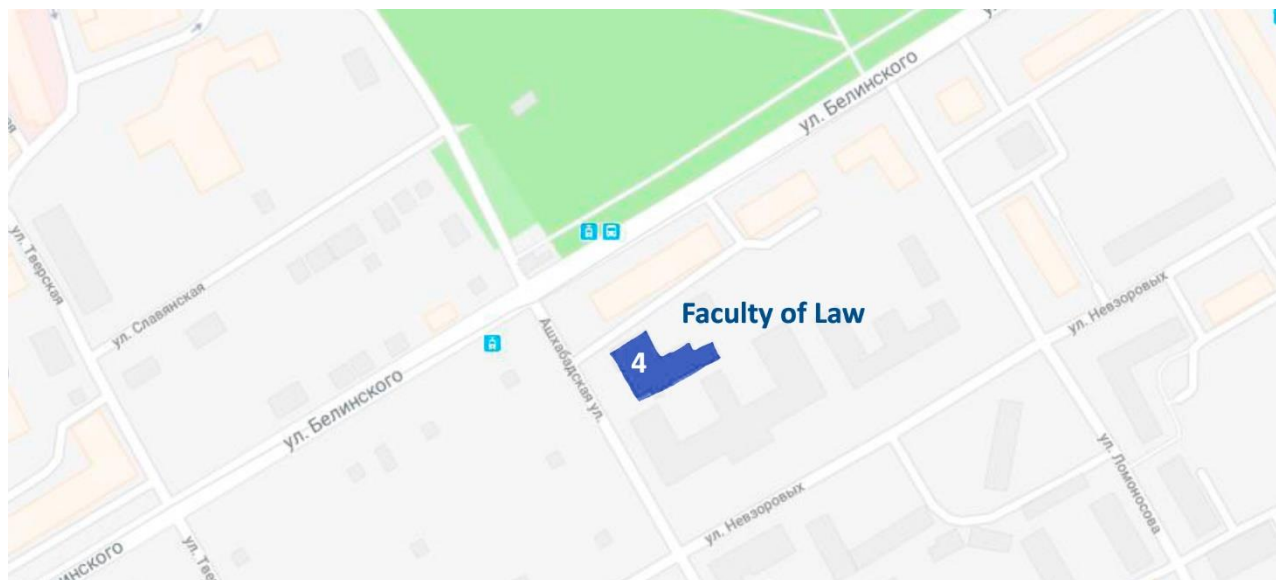 ул. Белинского
ул. Тверская
ул. Славянская
Faculty of Law
4
ул. Невзоровых
Ашхабадская ул.
ул. Белинского
ул. Ломоносова
ул. Невзоровых